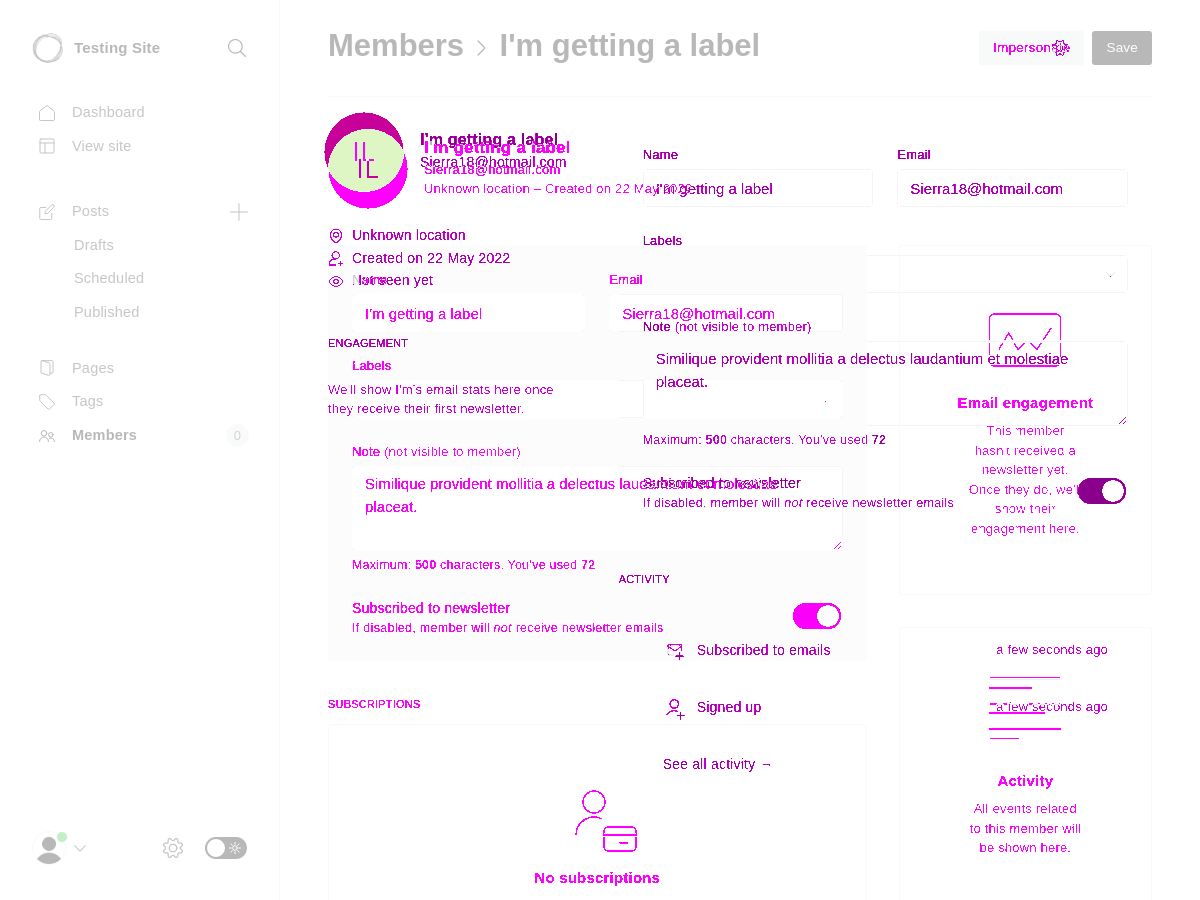 Testing Site
Members > I'm getting a label
Save
Dashboard
View site
Posts
Drafts
Scheduled
Published
Pages
Tags
Members
0
I'm getting a label
Sierra18@hotmail.com
I'm getting a label
Sierra18@hotmail.com
Unknown location – Created on 22 May
Name
I'm getting a label
Email
Sierra18@hotmail.com
Unknown location
Created on 22 May 2022
Labels
Not seen yet
Email
I'm getting a label
Sierra18@hotmail.com
Note (not visible to member)
ENGAGEMENT
Labels
We'll show I'm's email stats here once
they receive their first newsletter.
Similique provident mollitia a delectus laudantium et molestiae
placeat.
Maximum: 500 characters. You've used 72
Email engagement
This member
hasn't received a
newsletter yet.
Once they do, we'll
show their
engagement here.
Note (not visible to member)
Similique provident mollitia a delectus
placeat.
Subscribed to newsletter
If disabled, member will not receive newsletter emails
Maximum: 500 characters. You've used 72
ACTIVITY
Subscribed to newsletter
If disabled, member will not receive newsletter emails
Subscribed to emails
a few seconds ago
SUBSCRIPTIONS
Signed up
a few seconds ago
See all activity →
Activity
All events related
to this member will
be shown here.
No subscriptions